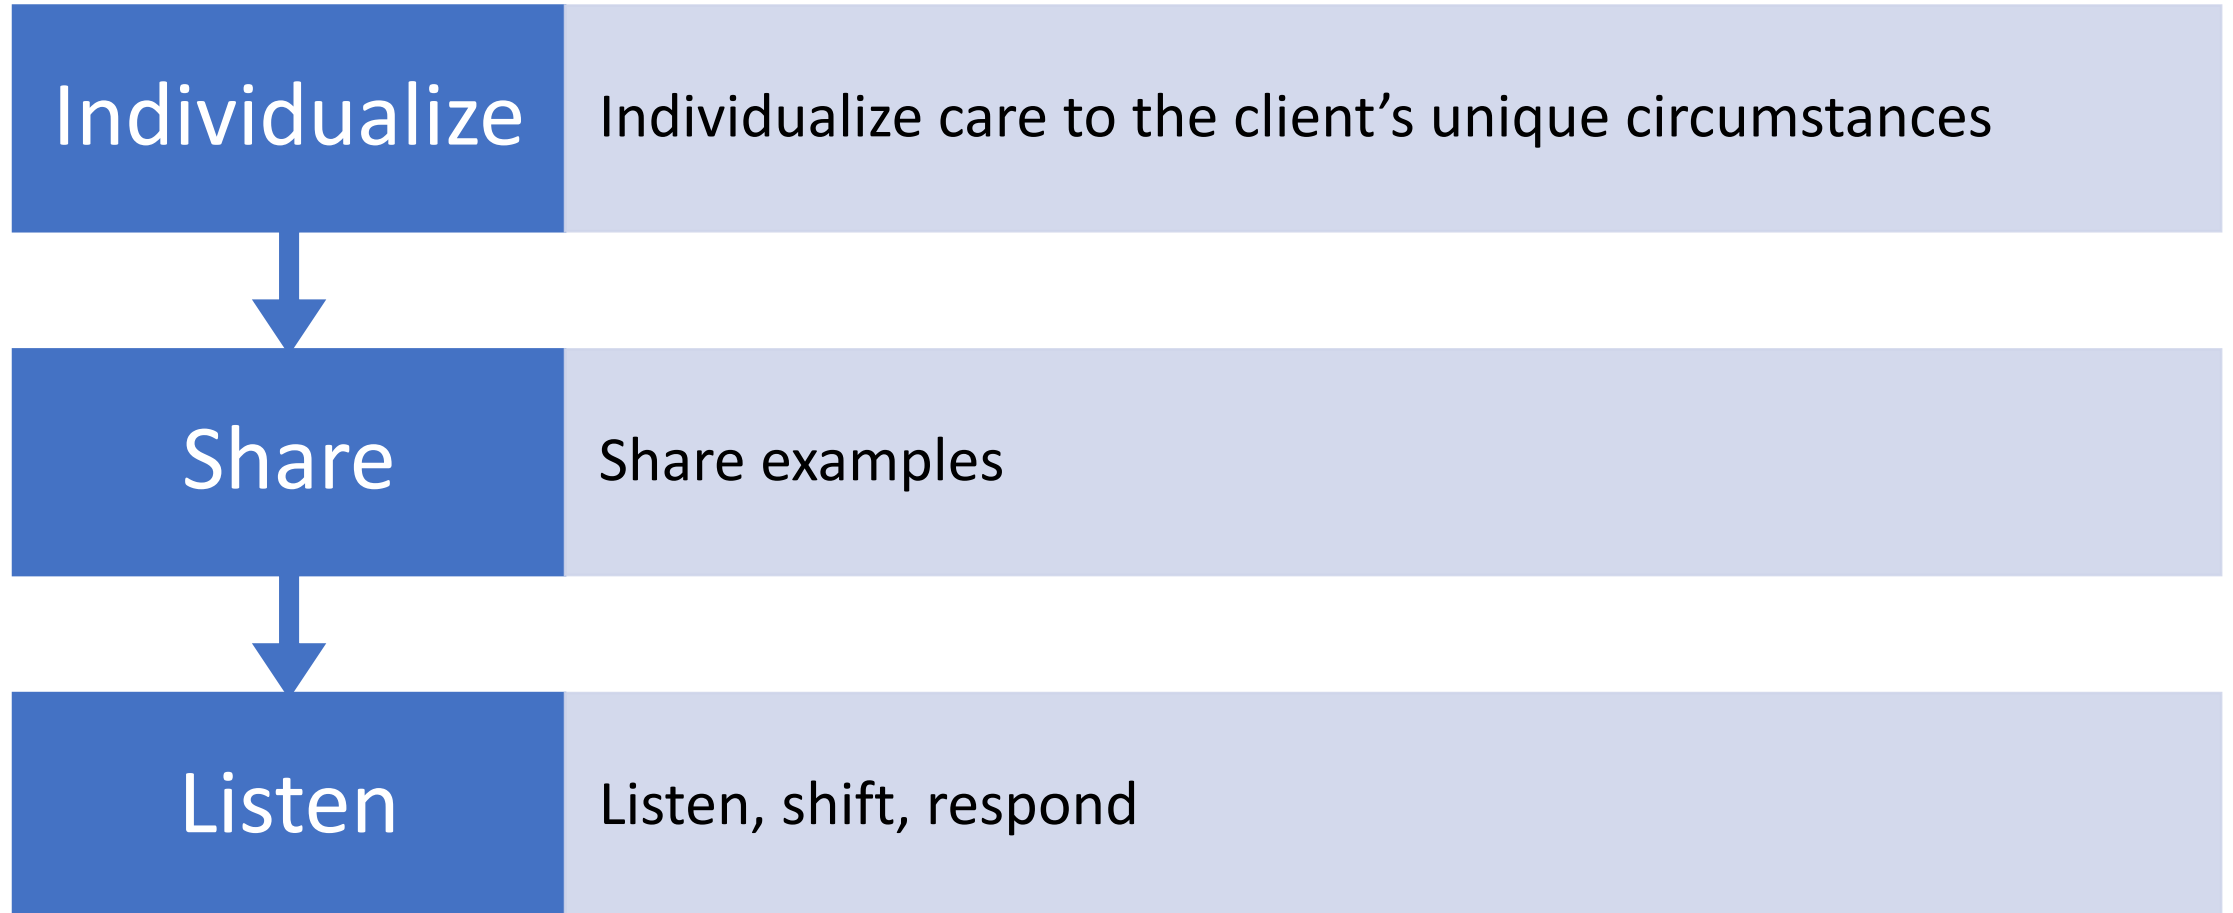 Individualize
Individualize care to the client’s unique circumstances
Share
Share examples
Listen
Listen, shift, respond